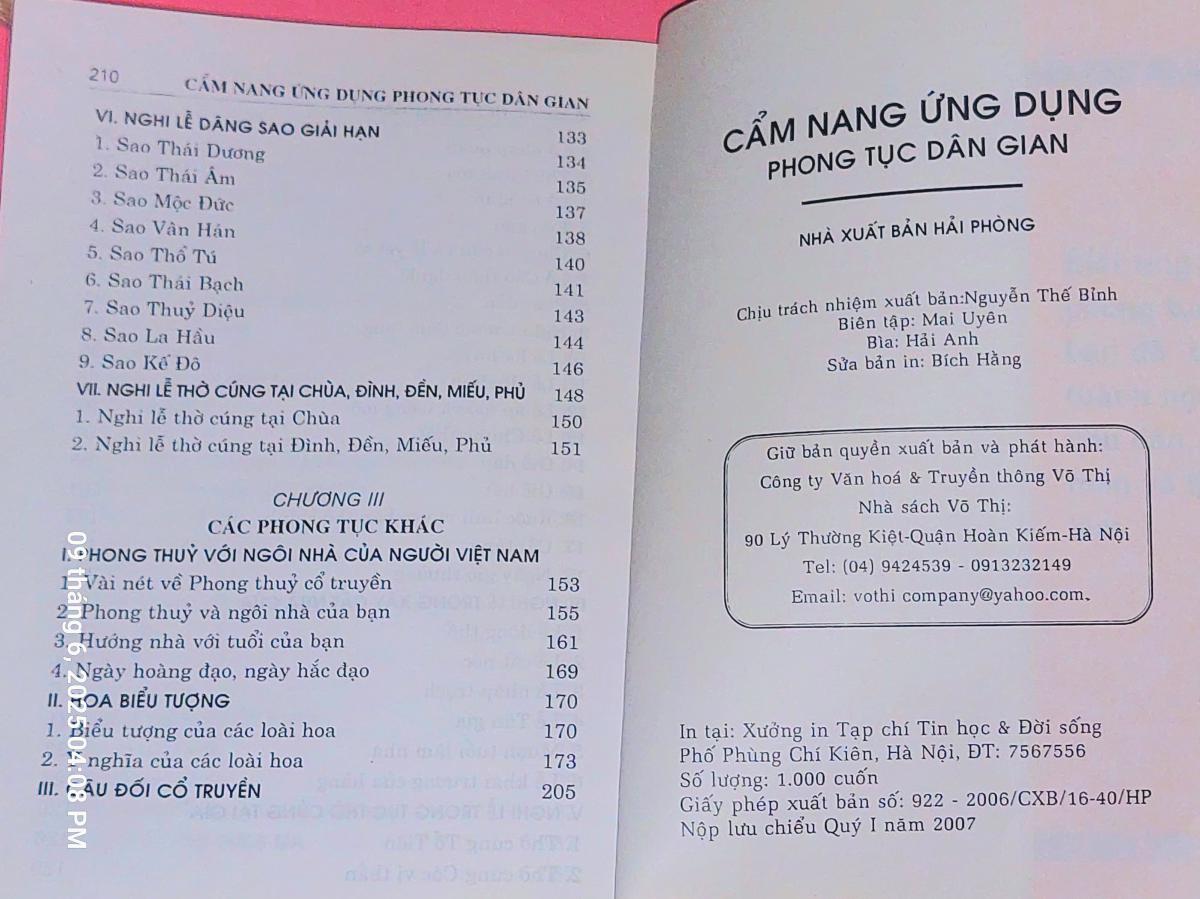 210 CẨM NANG ỨNG DỤNG PHONG TỤC DÂN GIAN
VI. NGHI LỄ DÂNG SAO GIẢI HẠN 133
1. Sao Thái Dương 134
2. Sao Thái Âm 135
3. Sao Mộc Đức 137
4. Sao Vân Hán 138
5. Sao Thổ Tú 140
6. Sao Thái Bạch 141
7. Sao Thuỷ Diệu 143
8. Sao La Hầu 144
9. Sao Kế Đô 146
VII. NGHI LỄ THỜ CÚNG TẠI CHÙA, ĐÌNH, ĐỀN, MIẾU, PHỦ 148
1. Nghi lễ thờ cúng tại Chùa 150
2. Nghi lễ thờ cúng tại Đình, Đền, Miếu, Phủ 151
CHƯƠNG III
CÁC PHONG TỤC KHÁC
I. PHONG THUỶ VỚI NGÔI NHÀ CỦA NGƯỜI VIỆT NAM
1. Vài nét về Phong thuỷ cổ truyền 153
2. Phong thuỷ và ngôi nhà của bạn 155
3. Hướng nhà với tuổi của bạn 161
4. Ngày hoàng đạo, ngày hắc đạo 169
II. HOA BIỂU TƯỢNG 170
1. Biểu tượng của các loài hoa 170
2. nghĩa của các loài hoa 173
III. CÂU ĐỐI CỔ TRUYỀN 205
09 tháng 6, 2025 04:08 PM
CẨM NANG ỨNG DỤNG
PHONG TỤC DÂN GIAN
NHÀ XUẤT BẢN HẢI PHÒNG
Chịu trách nhiệm xuất bản:Nguyễn Thế Bỉnh
Biên tập: Mai Uyên
Bìa: Hải Anh
Sửa bản in: Bích Hằng
Giữ bản quyền xuất bản và phát hành:
Công ty Văn hoá & Truyền thông Võ Thị
Nhà sách Võ Thị:
90 Lý Thường Kiệt-Quận Hoàn Kiếm-Hà Nội
Tel: (04) 9424539 - 0913232149
Email: vothi company@yahoo.com.
In tại: Xưởng in Tạp chí Tin học & Đời sống
Phố Phùng Chí Kiên, Hà Nội, ĐT: 7567556
Số lượng: 1.000 cuốn
Giấy phép xuất bản số: 922 - 2006/CXB/16-40/HP
Nộp lưu chiểu Quý I năm 2007